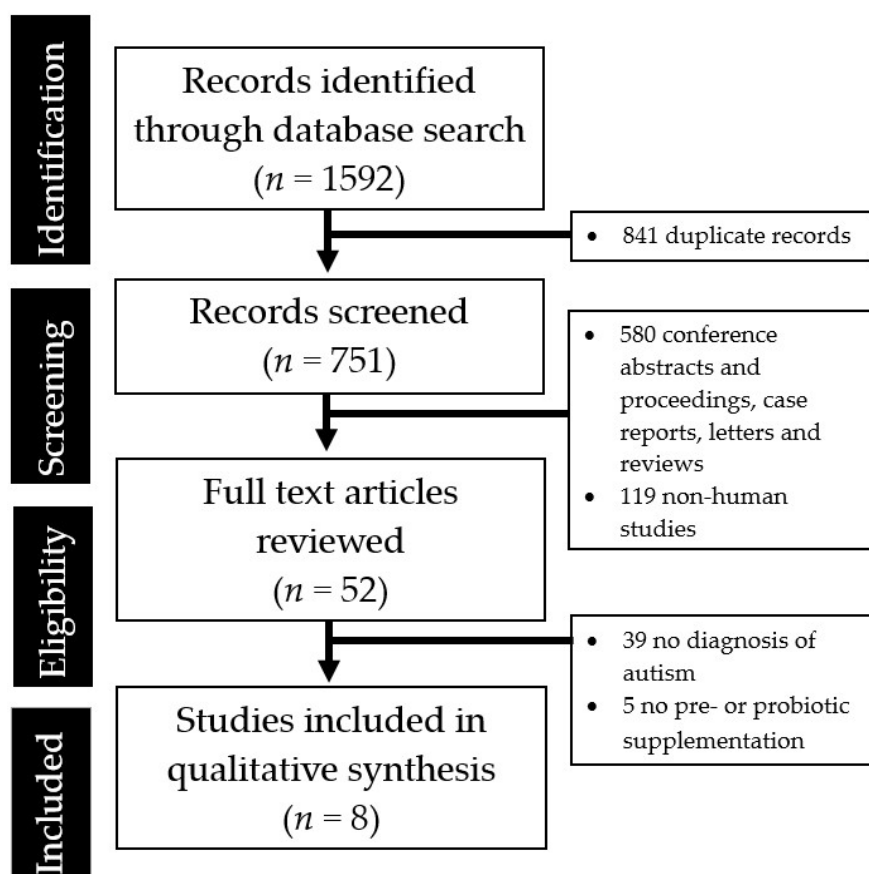 Identification
Records identified
through database search
(n = 1592)
• 841 duplicate records
Screening
Records screened
(n = 751)
• 580 conference
abstracts and
proceedings, case
reports, letters and
reviews
• 119 non-human
studies
Eligibility
Full text articles
reviewed
(n = 52)
• 39 no diagnosis of
autism
• 5 no pre- or probiotic
supplementation
Included
Studies included in
qualitative synthesis
(n = 8)